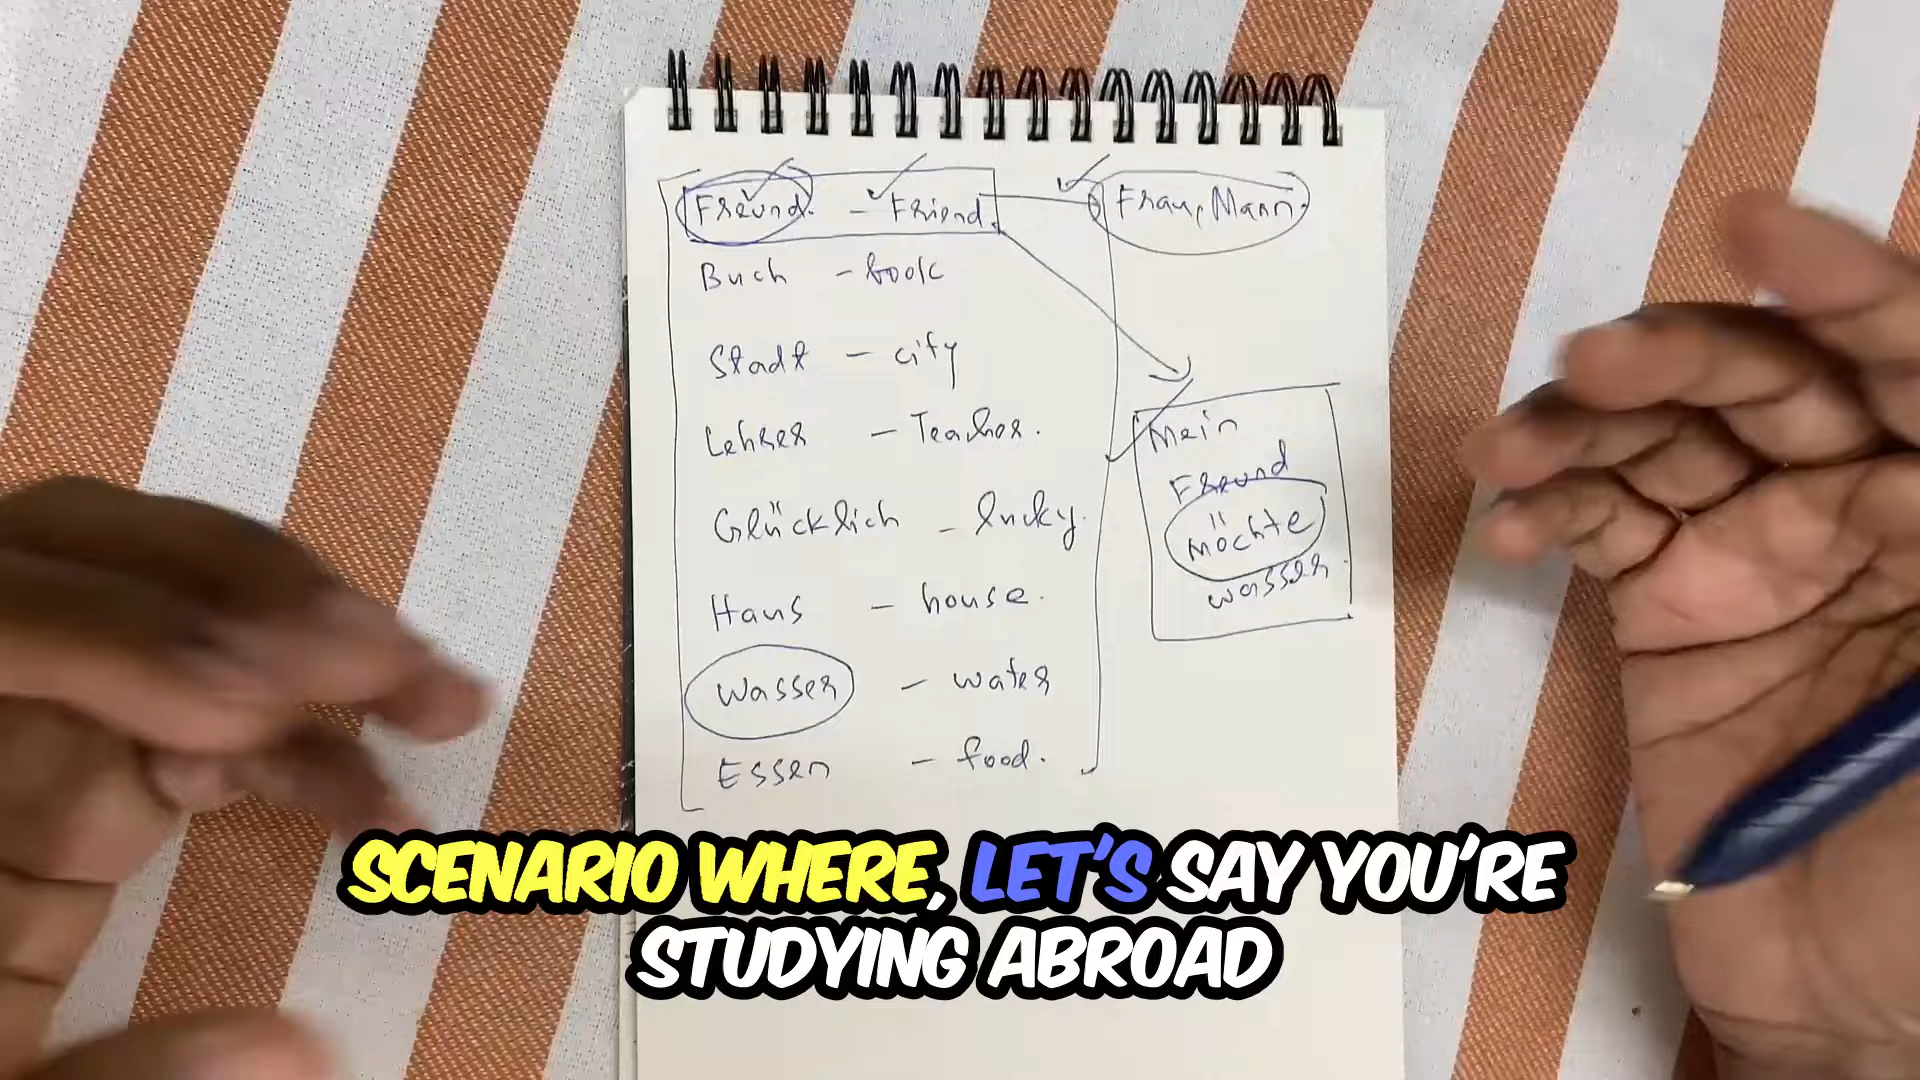 Freund. - Friend.
Frau, Mann.
Buch - book
Stadt - city
Lehrer - Teacher.
Glücklich - lucky.
Haus - house.
Wasser - water
Essen - food.
Mein
Freund
möchte
wasser.
SCENARIO WHERE, LET'S SAY YOU'RE
STUDYING ABROAD